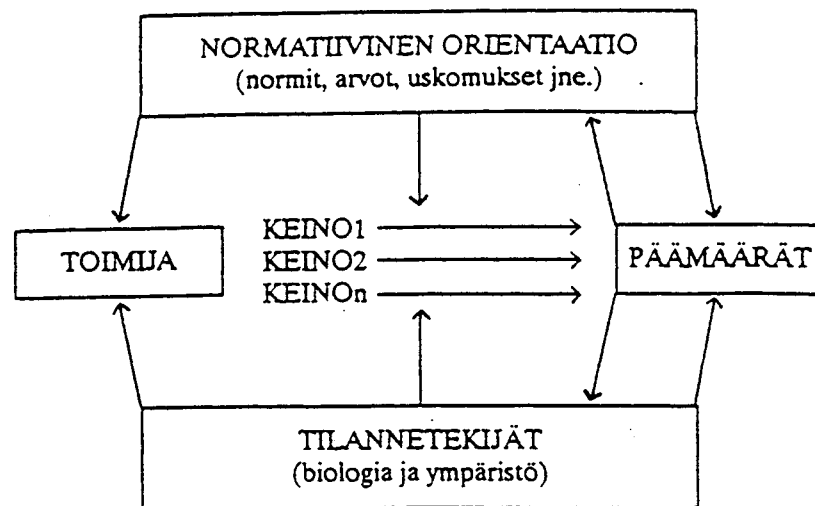 NORMATIIVINEN ORIENTAATIO
(normit, arvot, uskomukset jne.)
TOIMIJA
KEINO1
KEINO2
KEINOn
PÄÄMÄÄRÄT
TILANNETEKIJÄT
(biologia ja ympäristö)